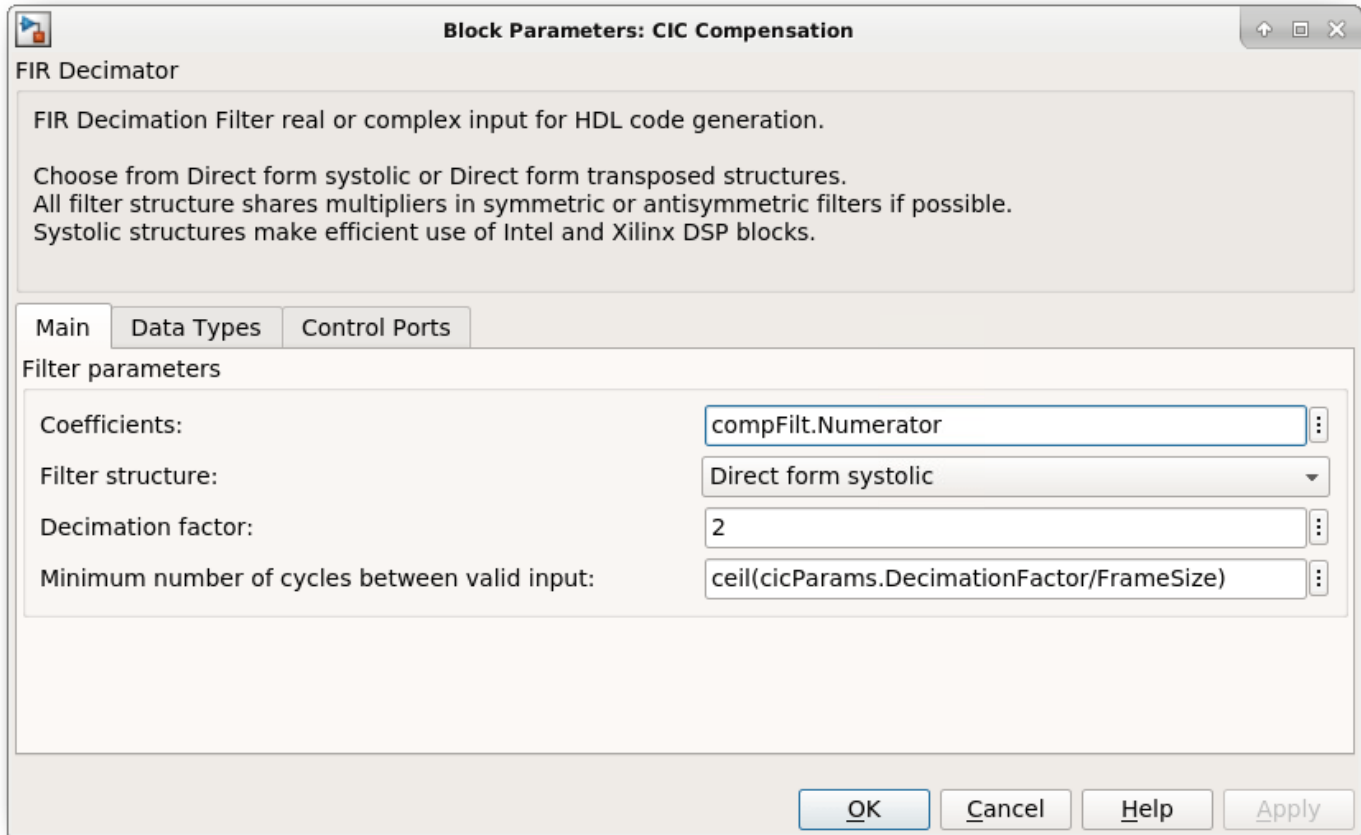 Block Parameters: CIC Compensation
FIR Decimator
FIR Decimation Filter real or complex input for HDL code generation.
Choose from Direct form systolic or Direct form transposed structures.
All filter structure shares multipliers in symmetric or antisymmetric filters if possible.
Systolic structures make efficient use of Intel and Xilinx DSP blocks.
Main Data Types Control Ports
Filter parameters
Coefficients: compFilt.Numerator
Filter structure: Direct form systolic
Decimation factor: 2
Minimum number of cycles between valid input: ceil(cicParams.DecimationFactor/FrameSize)
OK Cancel Help Apply